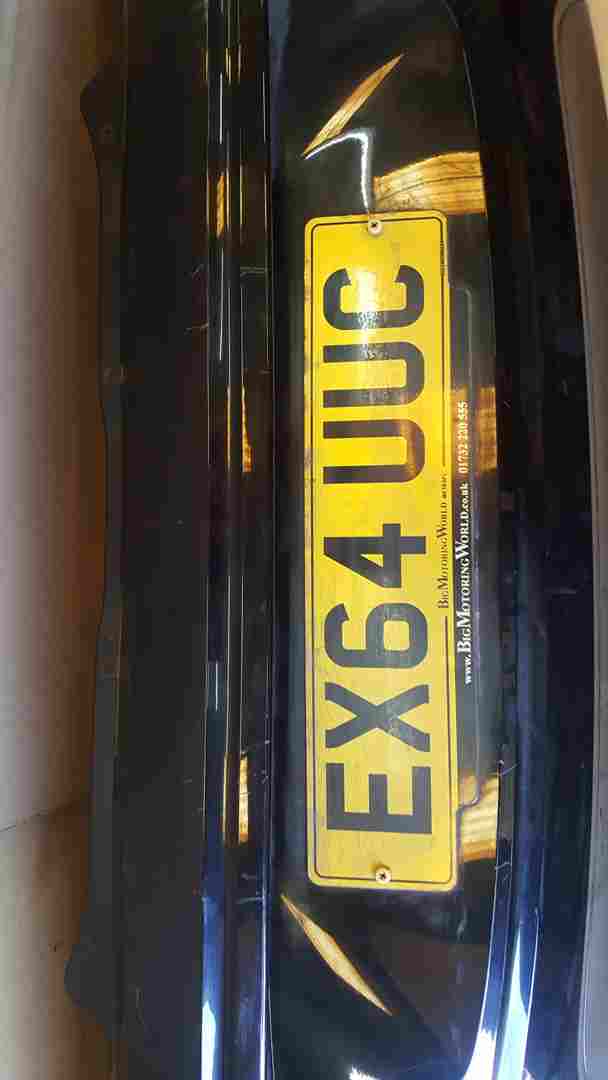 EX64 UUC
BIGMOTORINGWORLD
www.BIGMOTORINGWORLD.co.uk 01732 220 555